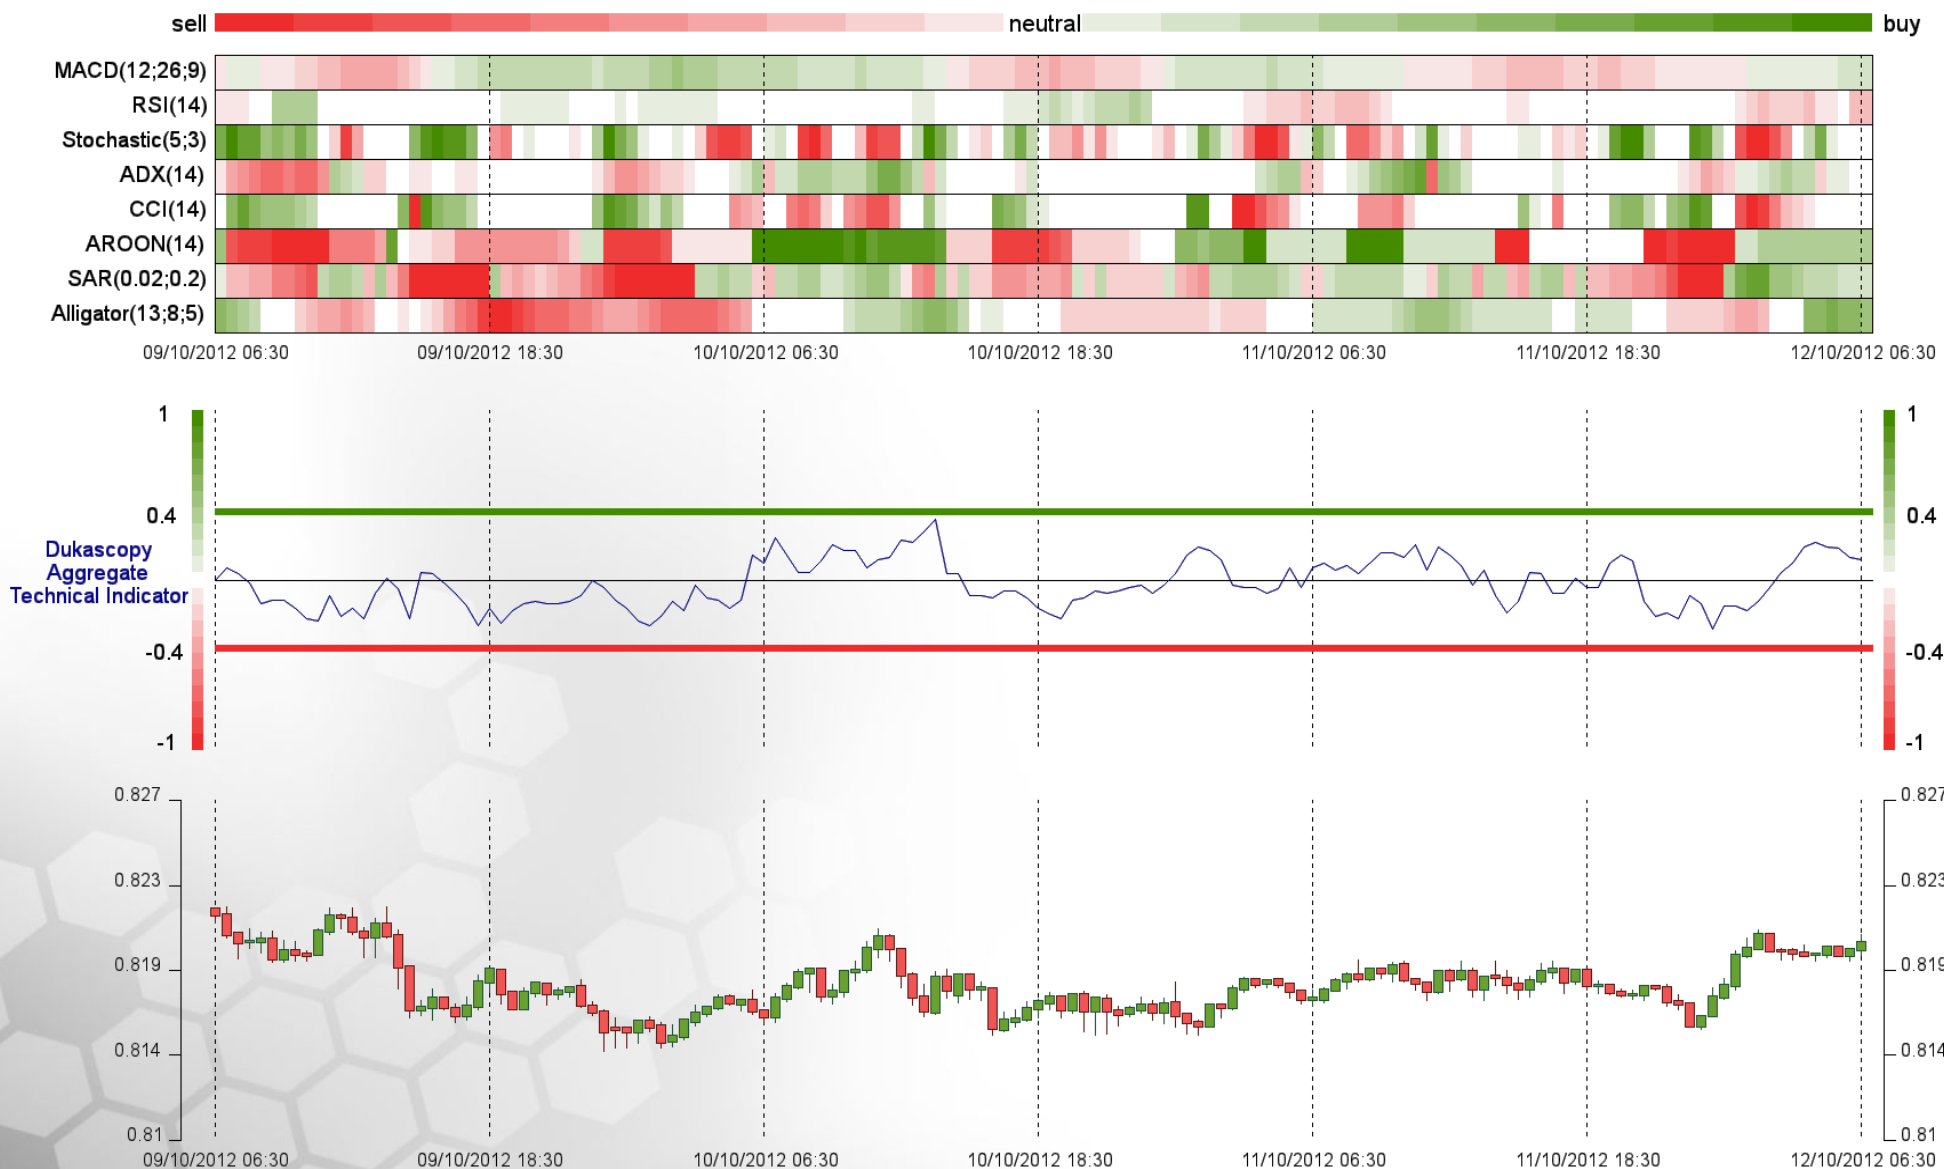 sell neutral buy
MACD(12;26;9)
RSI(14)
Stochastic(5;3)
ADX(14)
CCI(14)
AROON(14)
SAR(0.02;0.2)
Alligator(13;8;5)
09/10/2012 06:30 09/10/2012 18:30 10/10/2012 06:30 10/10/2012 18:30 11/10/2012 06:30 11/10/2012 18:30 12/10/2012 06:30
1 1
0.4 0.4
Dukascopy
Aggregate
Technical Indicator
-0.4 -0.4
-1 -1
0.827 0.827
0.823 0.823
0.819 0.819
0.814 0.814
0.81 0.81
09/10/2012 06:30 09/10/2012 18:30 10/10/2012 06:30 10/10/2012 18:30 11/10/2012 06:30 11/10/2012 18:30 12/10/2012 06:30